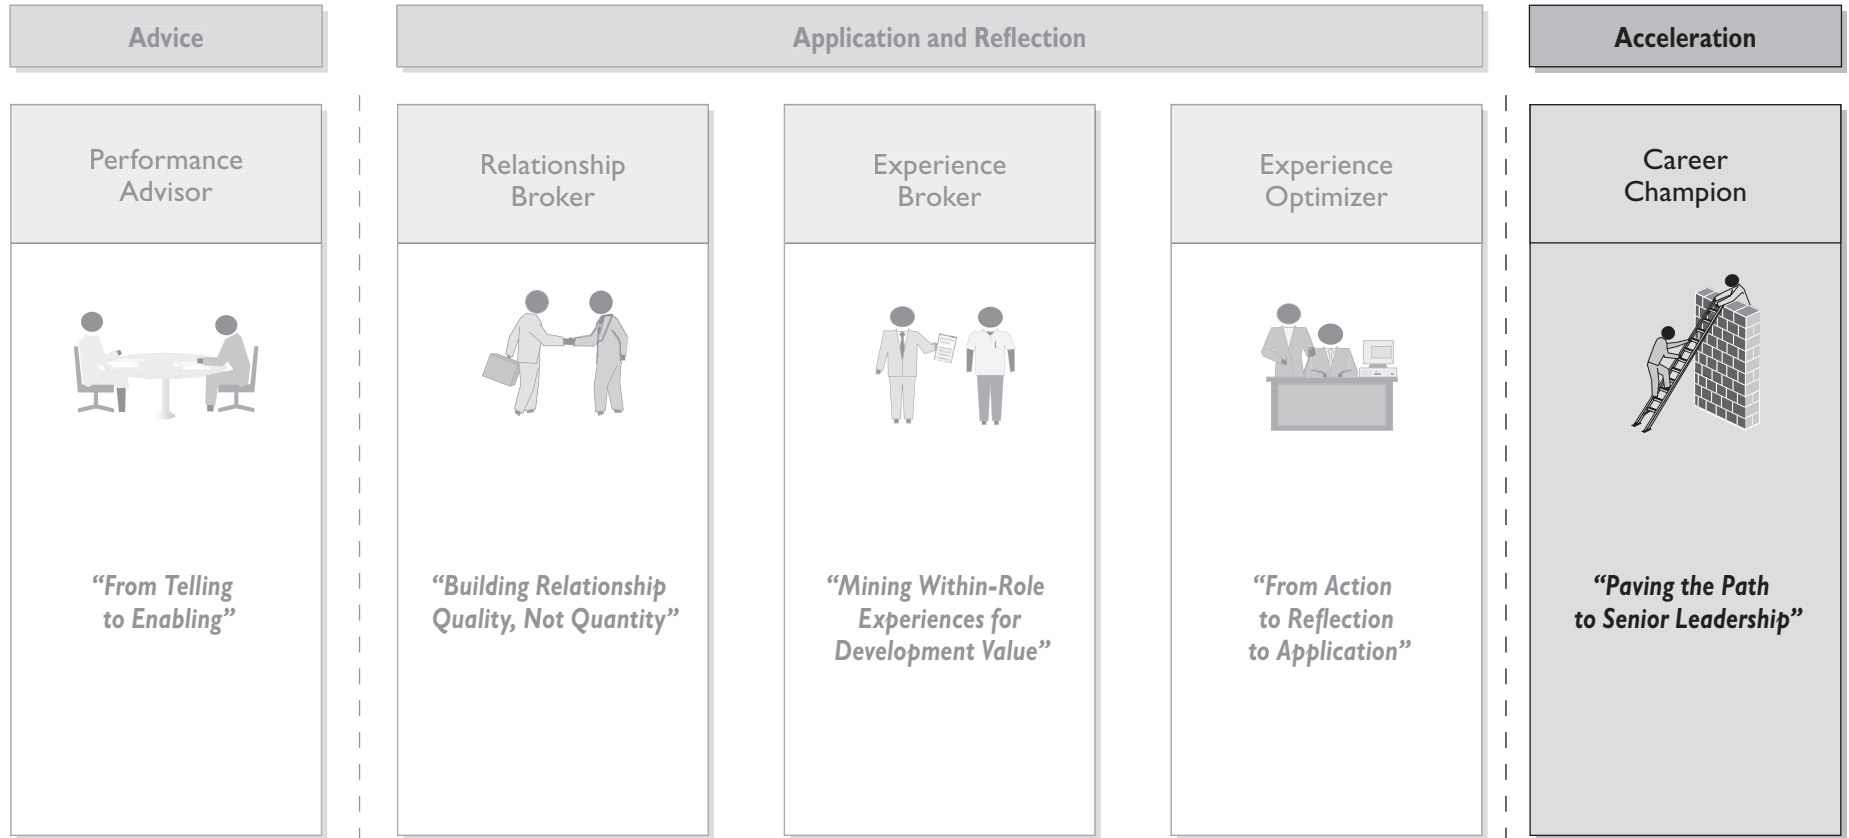 Advice
Application and Reflection
Acceleration
Performance
Advisor
“From Telling
to Enabling”
Relationship
Broker
“Building Relationship
Quality, Not Quantity”
Experience
Broker
“Mining Within-Role
Experiences for
Development Value”
Experience
Optimizer
“From Action
to Reflection
to Application”
Career
Champion
“Paving the Path
to Senior Leadership”